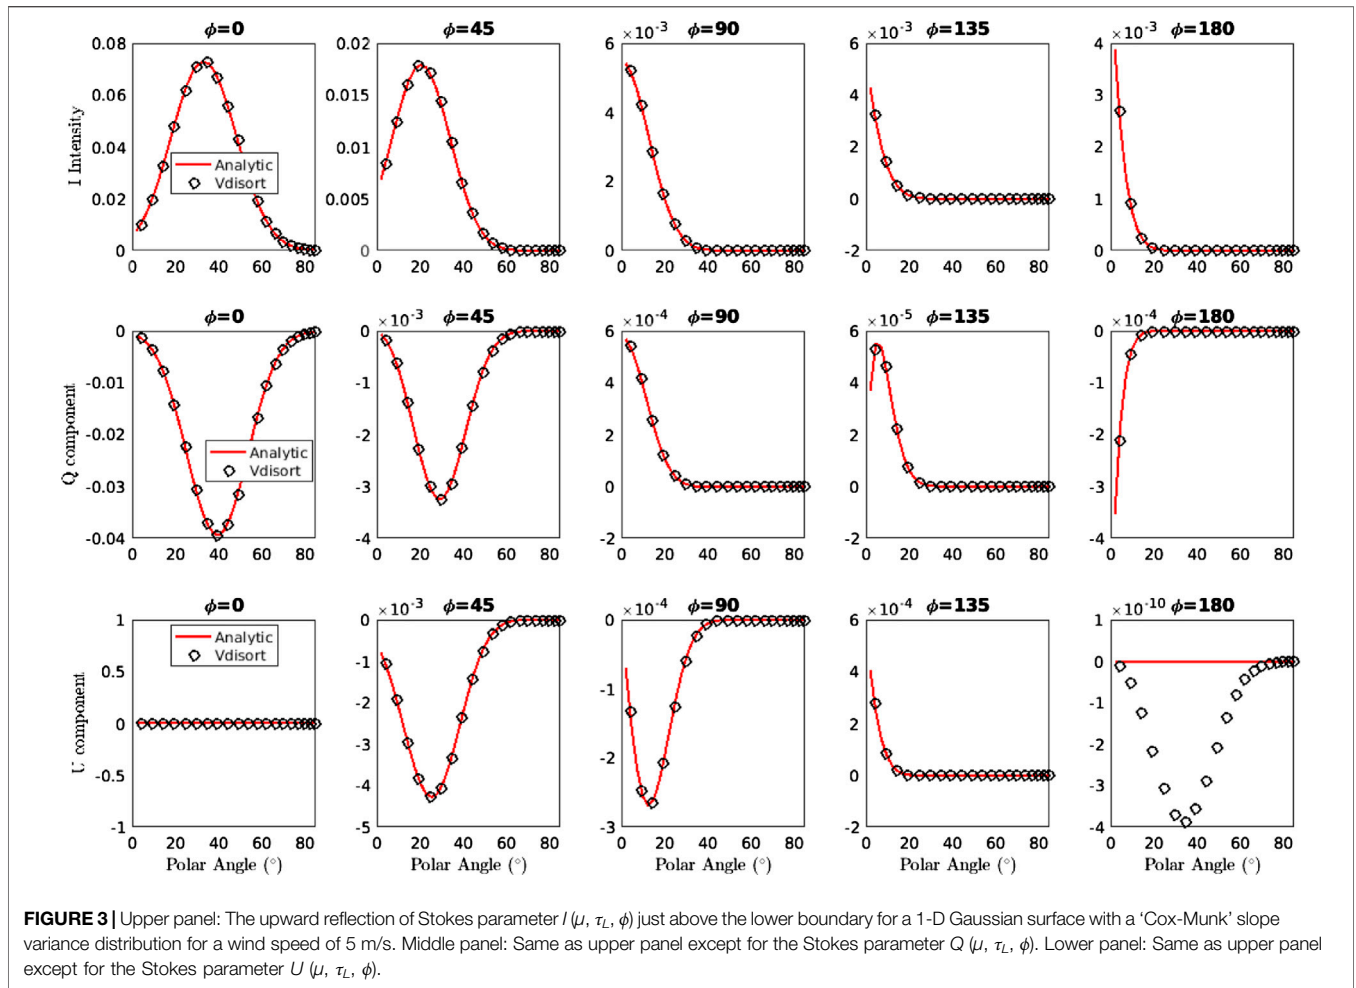 ϕ=0 ϕ=45 ϕ=90 ϕ=135 ϕ=180
×10⁻³ ×10⁻³ ×10⁻³
I Intensity
0.08 0.06 0.04 0.02 0
0 20 40 60 80
Analytic
Vdisort
0.02 0.015 0.01 0.005 0
0 20 40 60 80
6 4 2 0
0 20 40 60 80
6 4 2 0 -2
0 20 40 60 80
4 3 2 1 0
20 40 60 80
ϕ=0 ϕ=45 ϕ=90 ϕ=135 ϕ=180
×10⁻³ ×10⁻⁴ ×10⁻⁵ ×10⁻⁴
Q component
0 -0.01 -0.02 -0.03 -0.04
0 20 40 60 80
Analytic
Vdisort
0 -1 -2 -3 -4
0 20 40 60 80
6 4 2 0 -2
0 20 40 60 80
6 4 2 0 -2
0 20 40 60 80
0 -1 -2 -3 -4
20 40 60 80
ϕ=0 ϕ=45 ϕ=90 ϕ=135 ϕ=180
×10⁻³ ×10⁻⁴ ×10⁻⁴ ×10⁻¹⁰
U component
1 0.5 0 -0.5 -1
0 20 40 60 80
Analytic
Vdisort
0 -1 -2 -3 -4 -5
0 20 40 60 80
0 -1 -2 -3
0 20 40 60 80
6 4 2 0 -2
0 20 40 60 80
1 0 -1 -2 -3 -4
20 40 60 80
Polar Angle (°) Polar Angle (°) Polar Angle (°) Polar Angle (°) Polar Angle (°)
FIGURE 3 | Upper panel: The upward reflection of Stokes parameter I (μ, τL, ϕ) just above the lower boundary for a 1-D Gaussian surface with a ‘Cox-Munk’ slope
variance distribution for a wind speed of 5 m/s. Middle panel: Same as upper panel except for the Stokes parameter Q (μ, τL, ϕ). Lower panel: Same as upper panel
except for the Stokes parameter U (μ, τL, ϕ).